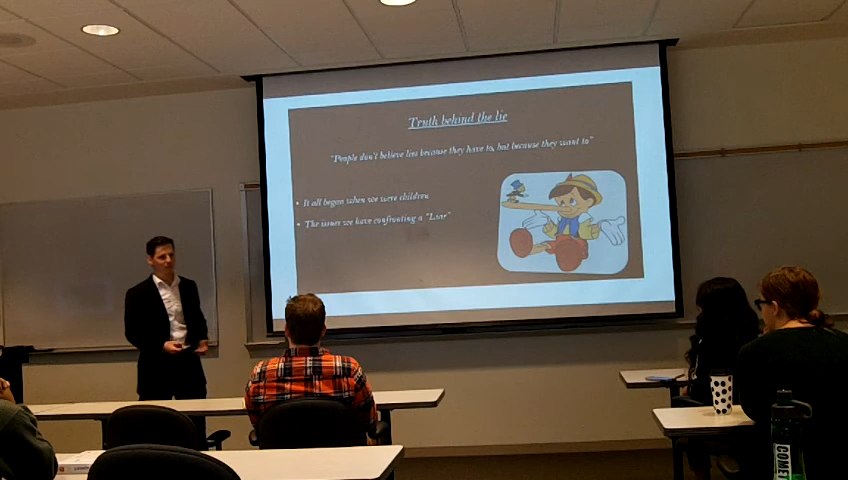 Truth behind the lie
"People don't believe lies because they have to, but because they want to"
• It all began when we were children
• The issues we have confronting a "Liar"
COME